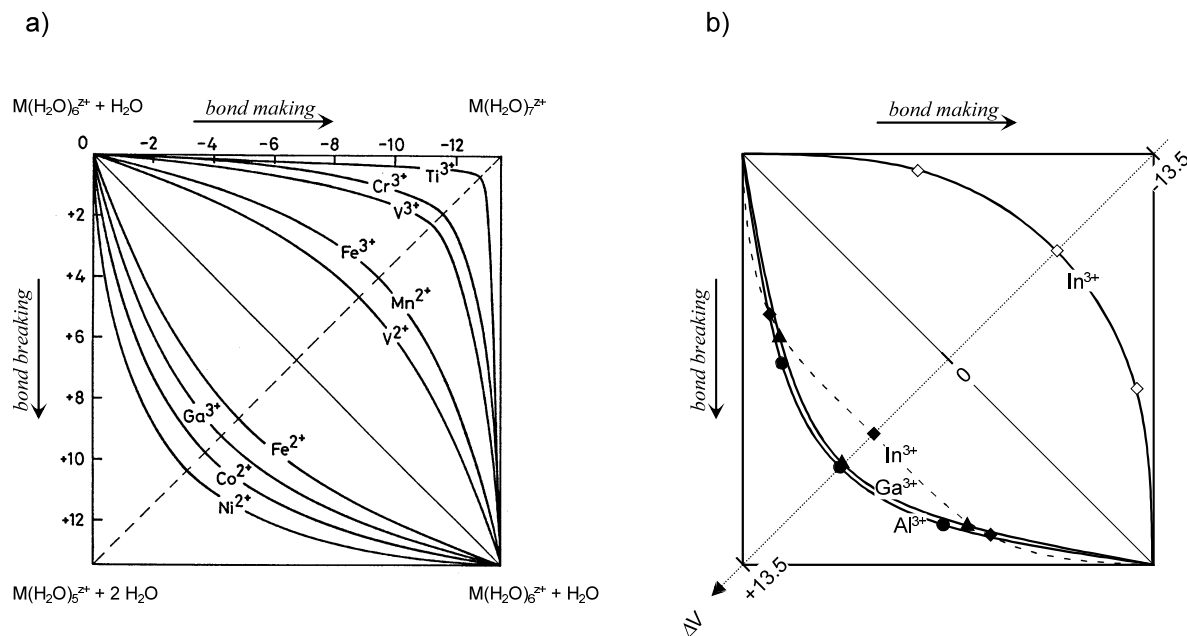 a)
M(H₂O)₆ᶻ⁺ + H₂O
bond making
M(H₂O)₇ᶻ⁺
0 -2 -4 -6 -8 -10 -12
+2
+4
+6
+8
+10
+12
bond breaking
Ti³⁺
Cr³⁺
V³⁺
Fe³⁺
Mn²⁺
V²⁺
Ga³⁺
Fe²⁺
Co²⁺
Ni²⁺
M(H₂O)₅ᶻ⁺ + 2 H₂O
M(H₂O)₆ᶻ⁺ + H₂O
b)
bond making
-13.5
bond breaking
In³⁺
0
In³⁺
Ga³⁺
Al³⁺
+13.5
ΔV